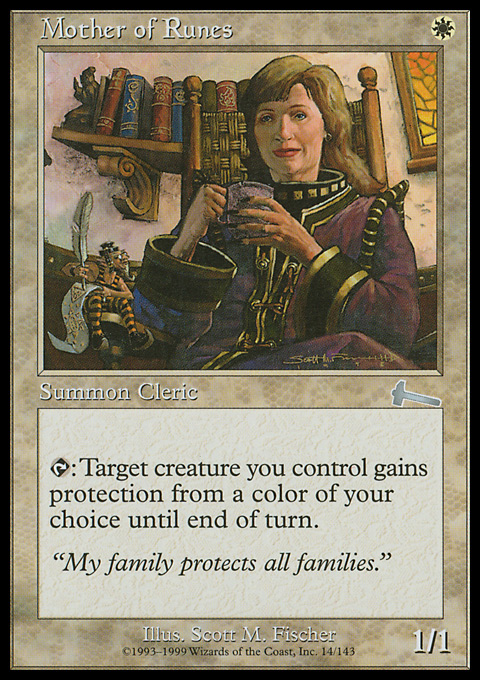 Mother of Runes
Summon Cleric
: Target creature you control gains
protection from a color of your
choice until end of turn.
“My family protects all families.”
Illus. Scott M. Fischer
©1993–1999 Wizards of the Coast, Inc. 14/143
1/1